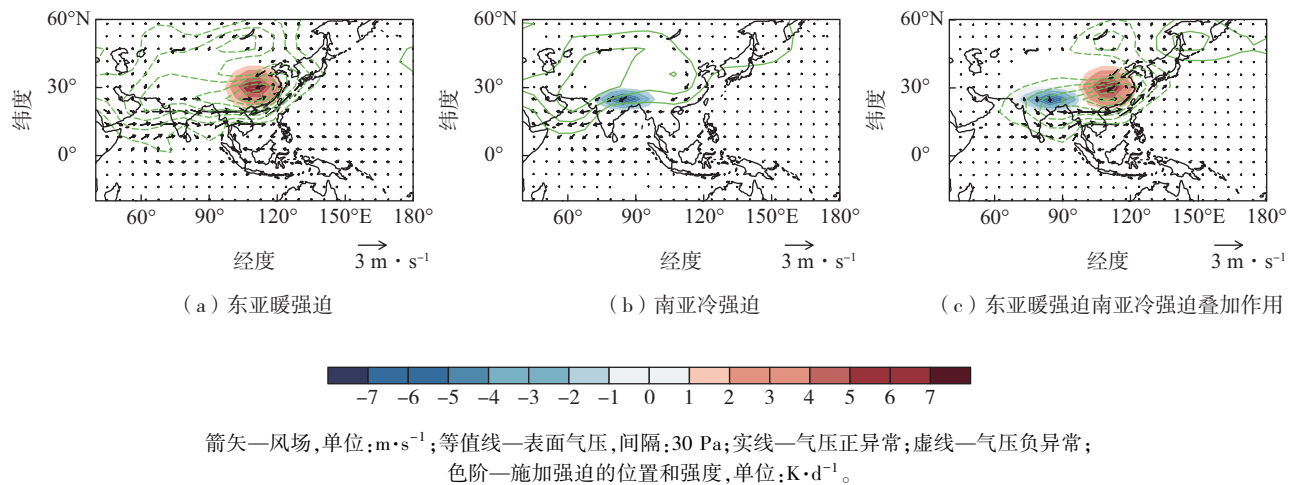 60°N
30°
0°
纬度
60°
90°
120°
150°E
180°
经度
3 m·s⁻¹
(a)东亚暖强迫
60°N
30°
0°
纬度
60°
90°
120°
150°E
180°
经度
3 m·s⁻¹
(b)南亚冷强迫
60°N
30°
0°
纬度
60°
90°
120°
150°E
180°
经度
3 m·s⁻¹
(c)东亚暖强迫南亚冷强迫叠加作用
-7 -6 -5 -4 -3 -2 -1 0 1 2 3 4 5 6 7
箭矢—风场,单位:m·s⁻¹;等值线—表面气压,间隔:30 Pa;实线—气压正异常;虚线—气压负异常;
色阶—施加强迫的位置和强度,单位:K·d⁻¹。